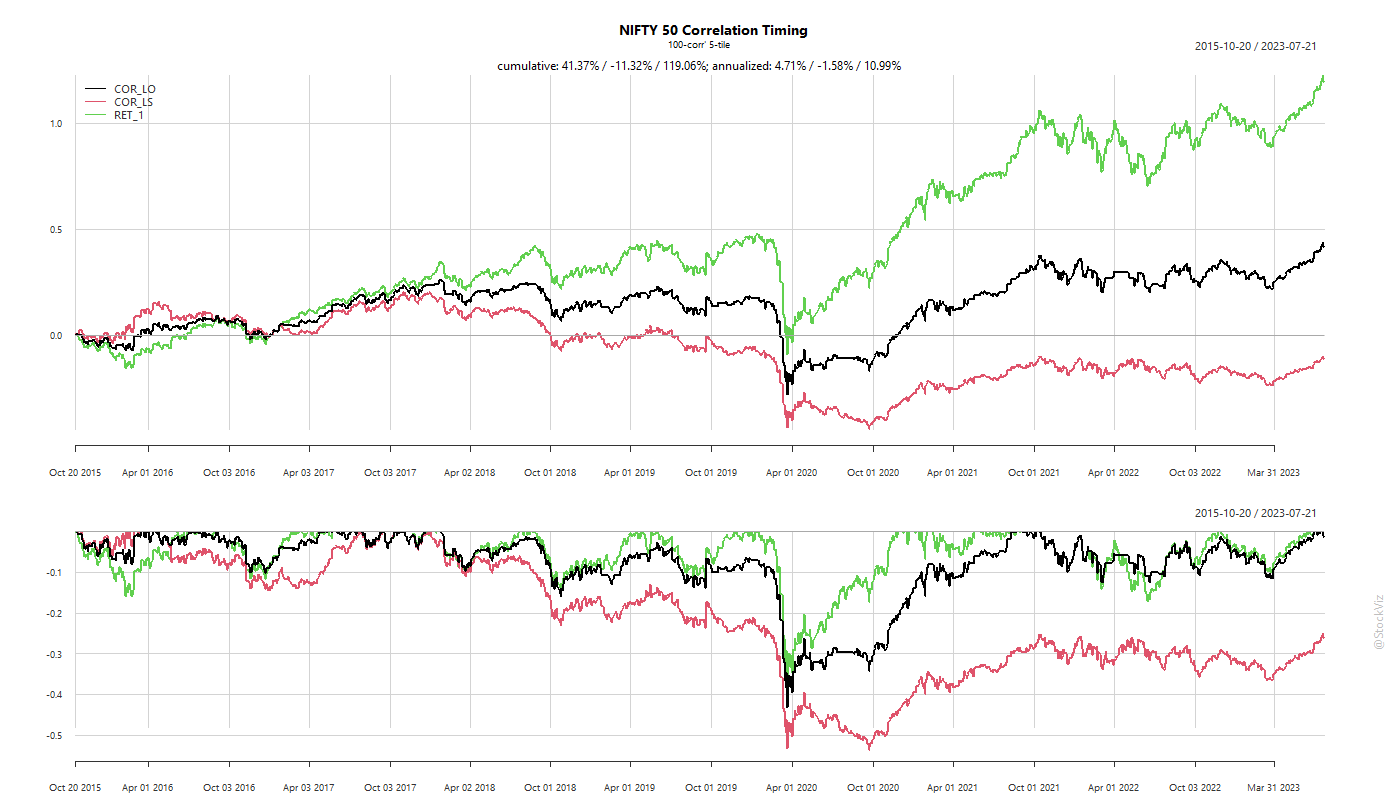 NIFTY 50 Correlation Timing
100-corr' 5-tile
2015-10-20 / 2023-07-21
cumulative: 41.37% / -11.32% / 119.06%; annualized: 4.71% / -1.58% / 10.99%
COR_LO
COR_LS
RET_1
1.0
0.5
0.0
Oct 20 2015 Apr 01 2016 Oct 03 2016 Apr 03 2017 Oct 03 2017 Apr 02 2018 Oct 01 2018 Apr 01 2019 Oct 01 2019 Apr 01 2020 Oct 01 2020 Apr 01 2021 Oct 01 2021 Apr 01 2022 Oct 03 2022 Mar 31 2023
2015-10-20 / 2023-07-21
-0.1
-0.2
-0.3
-0.4
-0.5
Oct 20 2015 Apr 01 2016 Oct 03 2016 Apr 03 2017 Oct 03 2017 Apr 02 2018 Oct 01 2018 Apr 01 2019 Oct 01 2019 Apr 01 2020 Oct 01 2020 Apr 01 2021 Oct 01 2021 Apr 01 2022 Oct 03 2022 Mar 31 2023
@StockViz